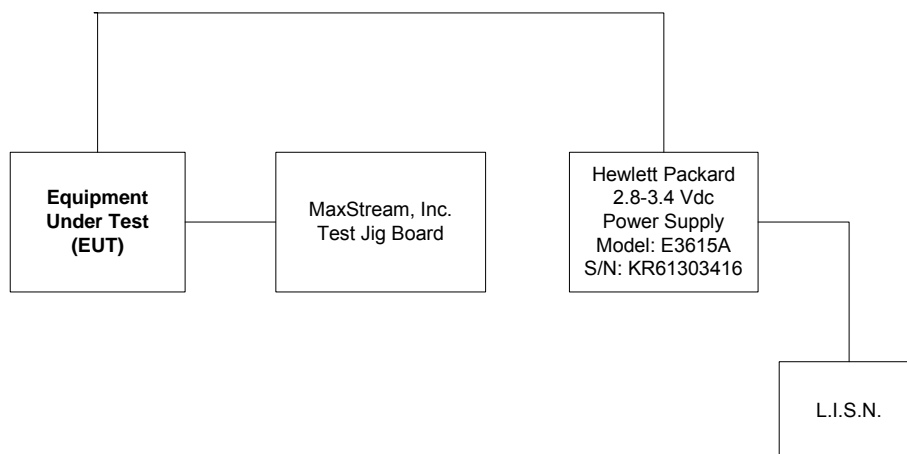 Equipment
Under Test
(EUT)
MaxStream, Inc.
Test Jig Board
Hewlett Packard
2.8-3.4 Vdc
Power Supply
Model: E3615A
S/N: KR61303416
L.I.S.N.